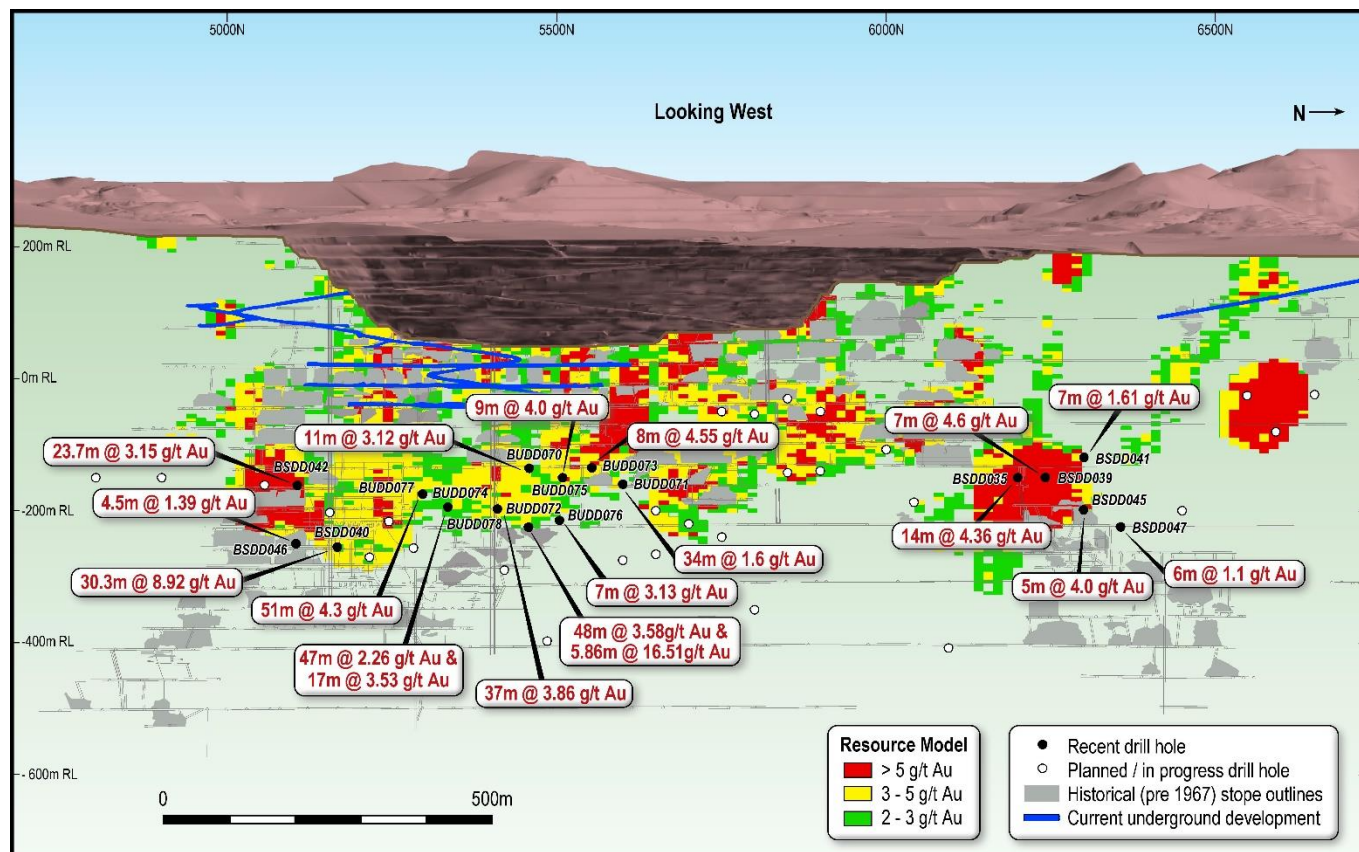 5000N
5500N
6000N
6500N
Looking West
N
200m RL
0m RL
- 200m RL
- 400m RL
- 600m RL
9m @ 4.0 g/t Au
11m @ 3.12 g/t Au
8m @ 4.55 g/t Au
7m @ 4.6 g/t Au
7m @ 1.61 g/t Au
23.7m @ 3.15 g/t Au
BSDD042
BUDD070
BUDD073
BSDD041
BUDD077
BUDD074
BUDD075
BUDD071
BSDD035
BSDD039
4.5m @ 1.39 g/t Au
BSDD040
BUDD078
BUDD072
BUDD076
BSDD045
BSDD046
BSDD047
14m @ 4.36 g/t Au
34m @ 1.6 g/t Au
30.3m @ 8.92 g/t Au
7m @ 3.13 g/t Au
5m @ 4.0 g/t Au
6m @ 1.1 g/t Au
51m @ 4.3 g/t Au
48m @ 3.58g/t Au &
5.86m @ 16.51g/t Au
47m @ 2.26 g/t Au &
17m @ 3.53 g/t Au
37m @ 3.86 g/t Au
0
500m
Resource Model
> 5 g/t Au
3 - 5 g/t Au
2 - 3 g/t Au
Recent drill hole
Planned / in progress drill hole
Historical (pre 1967) stope outlines
Current underground development